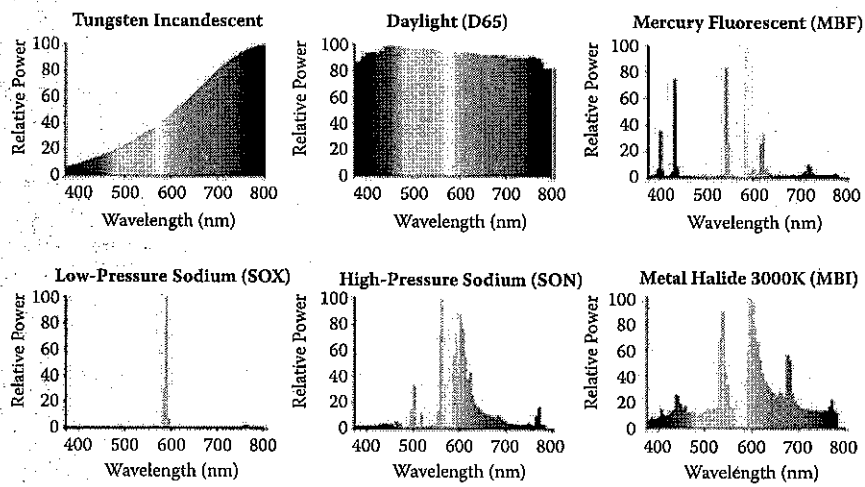 Tungsten Incandescent
Relative Power
100
80
60
40
20
0
400 500 600 700 800
Wavelength (nm)
Daylight (D65)
Relative Power
100
80
60
40
20
0
400 500 600 700 800
Wavelength (nm)
Mercury Fluorescent (MBF)
Relative Power
100
80
60
40
20
0
400 500 600 700 800
Wavelength (nm)
Low-Pressure Sodium (SOX)
Relative Power
100
80
60
40
20
0
400 500 600 700 800
Wavelength (nm)
High-Pressure Sodium (SON)
Relative Power
100
80
60
40
20
0
400 500 600 700 800
Wavelength (nm)
Metal Halide 3000K (MBI)
Relative Power
100
80
60
40
20
0
400 500 600 700 800
Wavelength (nm)